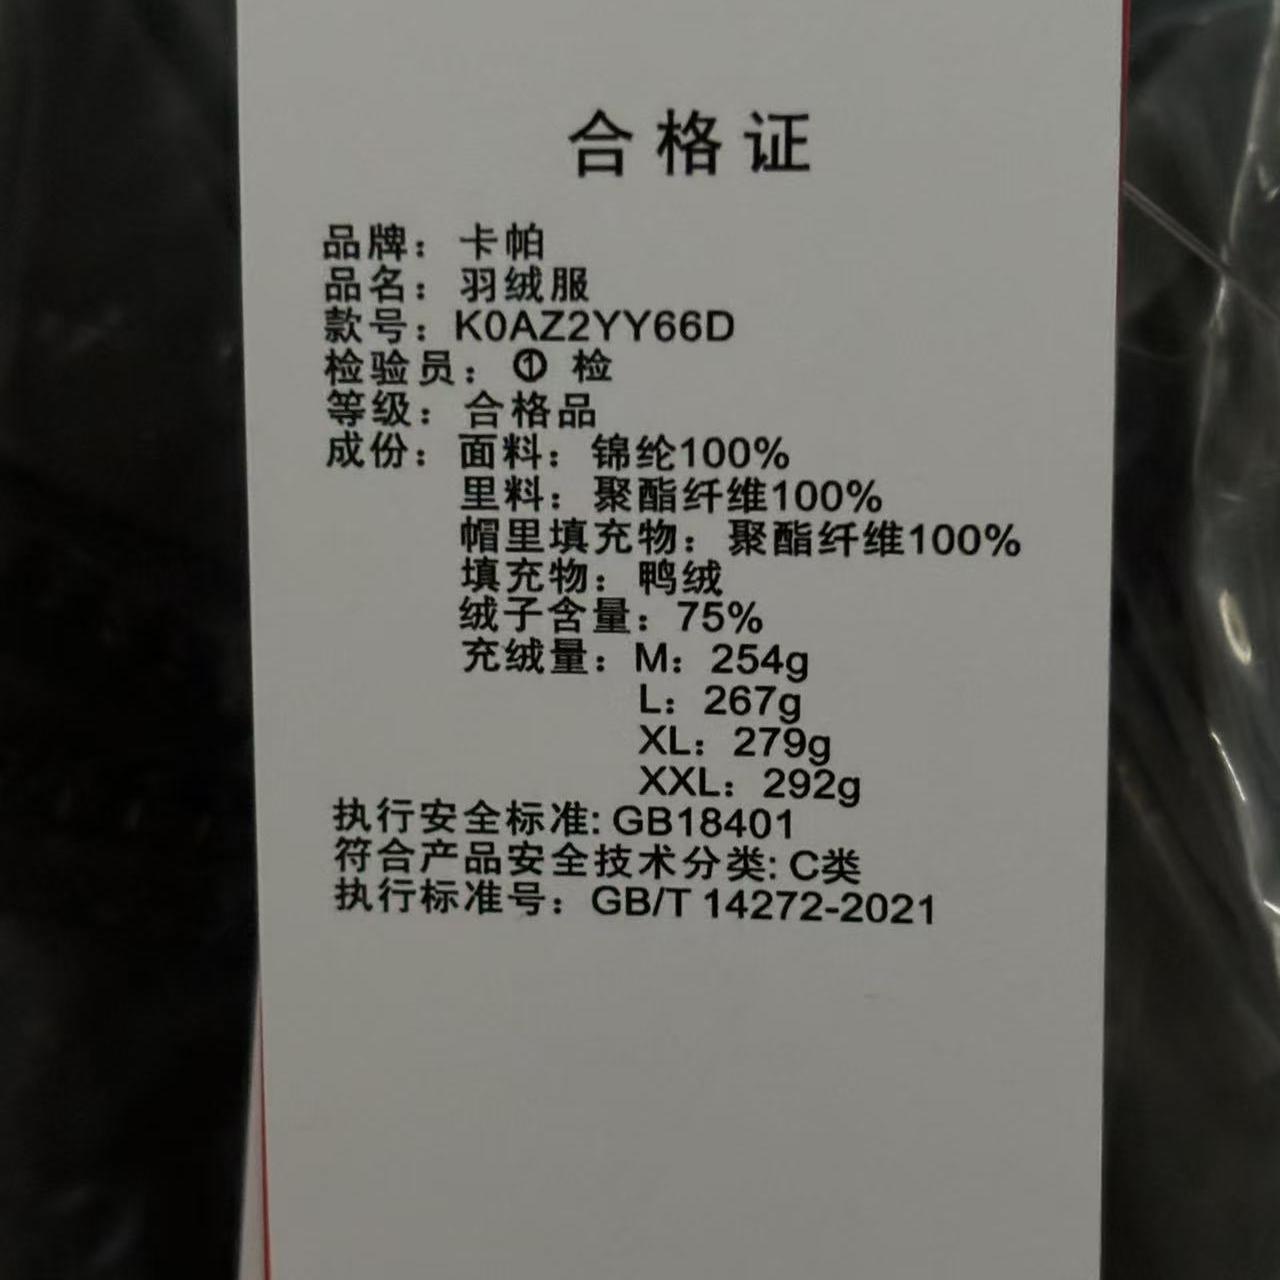 合格证
品牌：卡帕
品名：羽绒服
款号：K0AZ2YY66D
检验员：① 检
等级：合格品
成份：面料：锦纶100%
里料：聚酯纤维100%
帽里填充物：聚酯纤维100%
填充物：鸭绒
绒子含量：75%
充绒量：M：254g
L：267g
XL：279g
XXL：292g
执行安全标准: GB18401
符合产品安全技术分类: C类
执行标准号：GB/T 14272-2021